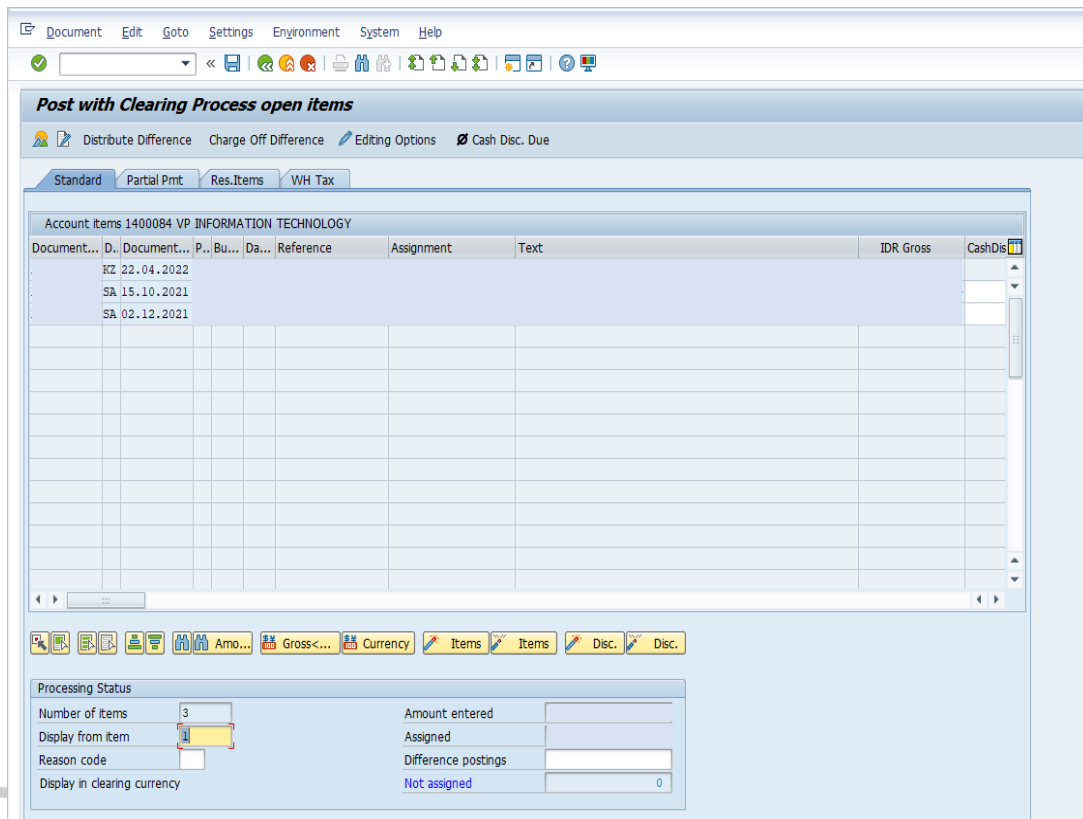 Document Edit Goto Settings Environment System Help
Post with Clearing Process open items
Distribute Difference Charge Off Difference Editing Options Cash Disc. Due
Standard Partial Pmt Res.Items WH Tax
Account items 1400084 VP INFORMATION TECHNOLOGY
Document... D.. Document... P.. Bu... Da... Reference Assignment Text IDR Gross CashDis
KZ 22.04.2022
SA 15.10.2021
SA 02.12.2021
Amo... Gross<... Currency Items Items Disc. Disc.
Processing Status
Number of items 3 Amount entered
Display from item 1 Assigned
Reason code Difference postings
Display in clearing currency Not assigned 0